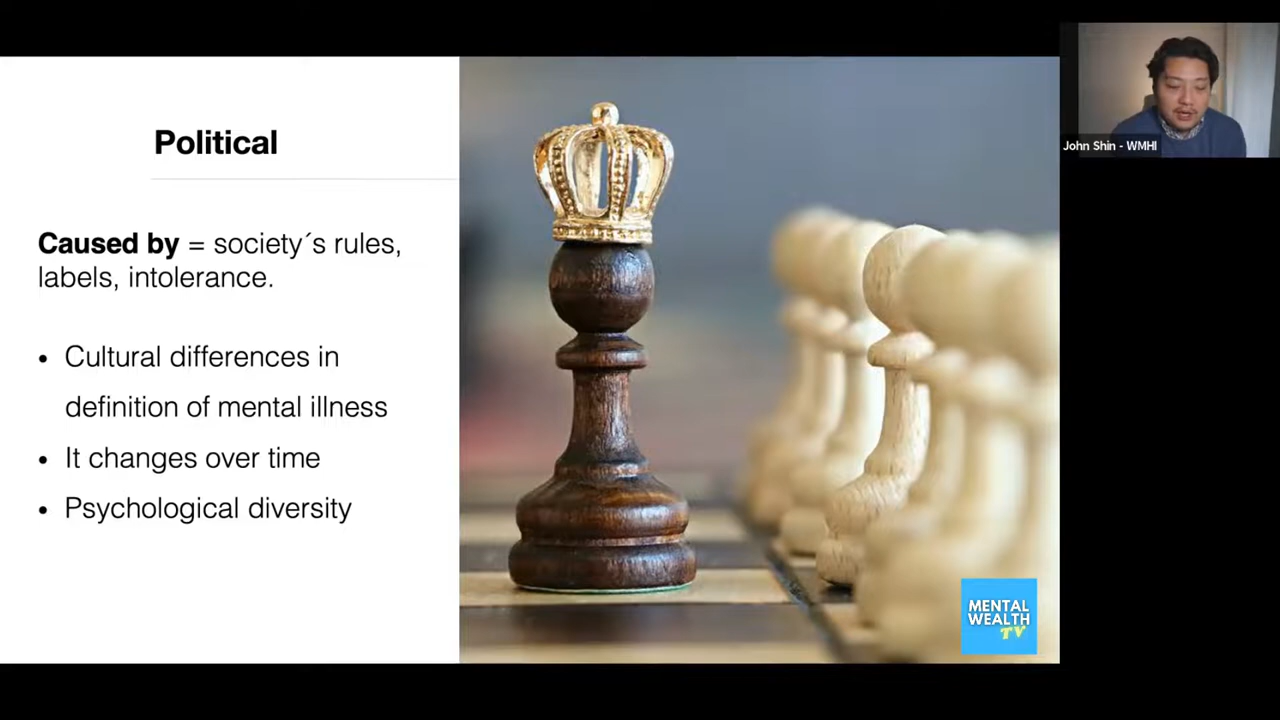 Political
Caused by = society´s rules,
labels, intolerance.
• Cultural differences in
definition of mental illness
• It changes over time
• Psychological diversity
MENTAL
WEALTH
TV
John Shin - WMHI